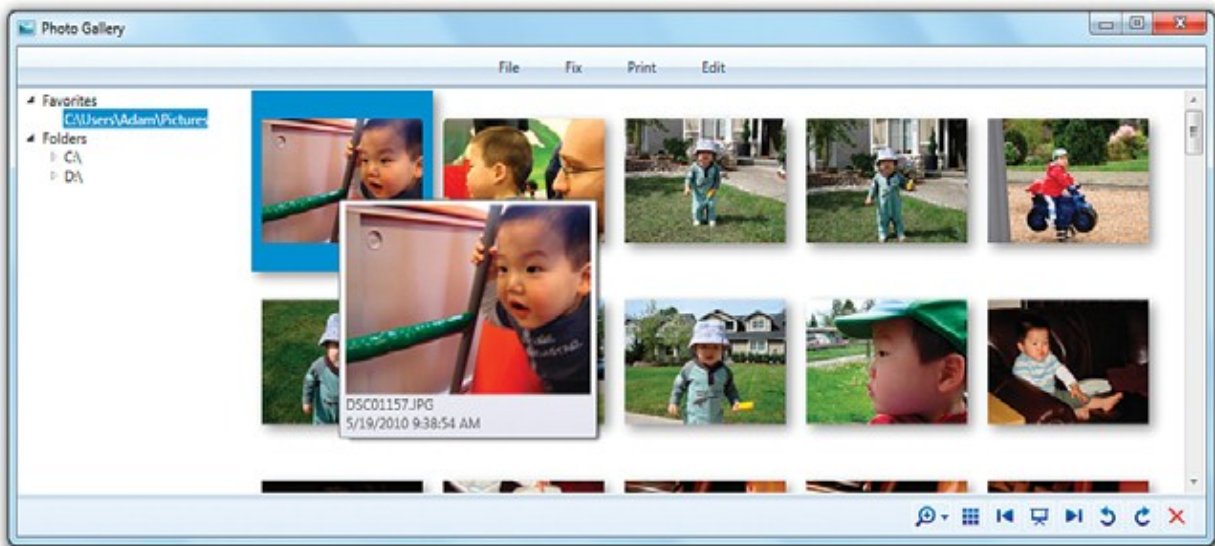 Photo Gallery
File Fix Print Edit
Favorites
C:\Users\Adam\Pictures
Folders
C:\
D:\
DSC01157.JPG
5/19/2010 9:38:54 AM